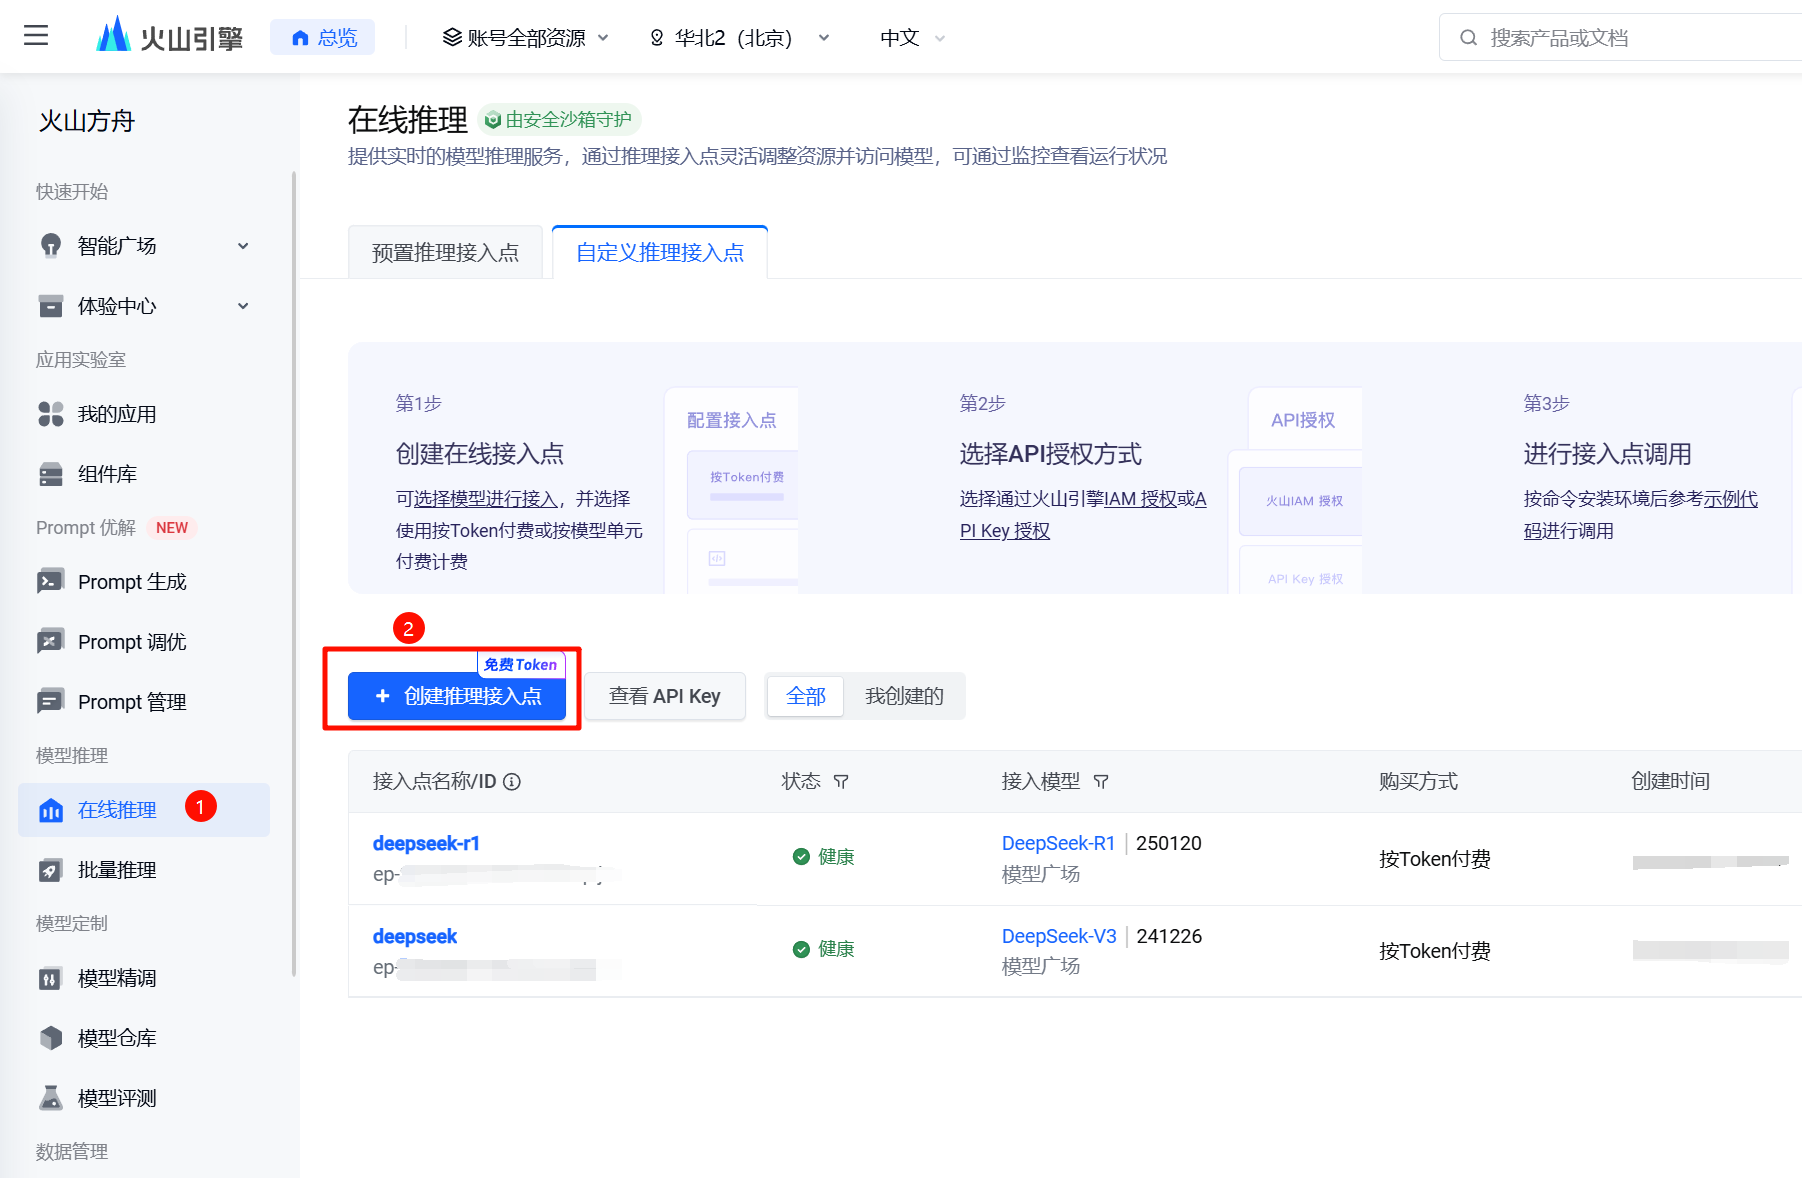 火山引擎
总览
账号全部资源
华北2（北京）
中文
搜索产品或文档
火山方舟
快速开始
智能广场
体验中心
应用实验室
我的应用
组件库
Prompt 优解 NEW
Prompt 生成
Prompt 调优
Prompt 管理
模型推理
在线推理 1
批量推理
模型定制
模型精调
模型仓库
模型评测
数据管理
在线推理 由安全沙箱守护
提供实时的模型推理服务，通过推理接入点灵活调整资源并访问模型，可通过监控查看运行状况
预置推理接入点
自定义推理接入点
第1步
创建在线接入点
可选择模型进行接入，并选择
使用按Token付费或按模型单元
付费计费
配置接入点
按Token付费
第2步
选择API授权方式
选择通过火山引擎IAM 授权或A
PI Key 授权
API授权
火山IAM 授权
API Key 授权
第3步
进行接入点调用
按命令安装环境后参考示例代
码进行调用
2
免费Token
+ 创建推理接入点
查看 API Key
全部
我创建的
接入点名称/ID 状态 接入模型 购买方式 创建时间
deepseek-r1
ep-
健康
DeepSeek-R1 | 250120
模型广场
按Token付费
deepseek
ep-
健康
DeepSeek-V3 | 241226
模型广场
按Token付费